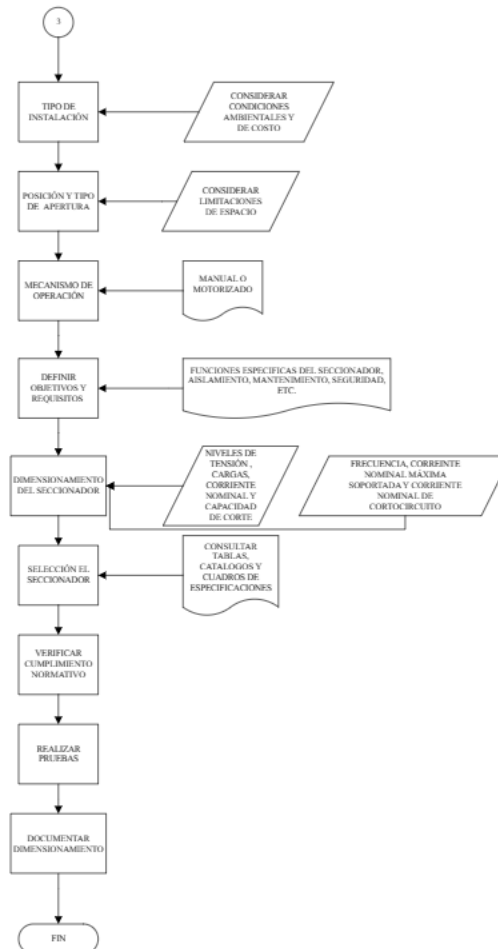 3
TIPO DE
INSTALACIÓN
CONSIDERAR
CONDICIONES
AMBIENTALES Y
DE COSTO
POSICIÓN Y TIPO
DE APERTURA
CONSIDERAR
LIMITACIONES
DE ESPACIO
MECANISMO DE
OPERACIÓN
MANUAL O
MOTORIZADO
DEFINIR
OBJETIVOS Y
REQUISITOS
FUNCIONES ESPECIFICAS DEL SECCIONADOR,
AISLAMIENTO, MANTENIMIENTO, SEGURIDAD,
ETC.
DIMENSIONAMIENTO
DEL SECCIONADOR
NIVELES DE
TENSIÓN ,
CARGAS,
CORRIENTE
NOMINAL Y
CAPACIDAD
DE CORTE
FRECUENCIA, CORREINTE
NOMINAL MÁXIMA
SOPORTADA Y CORRIENTE
NOMINAL DE
CORTOCIRCUITO
SELECCIÓN EL
SECCIONADOR
CONSULTAR
TABLAS,
CATALOGOS Y
CUADROS DE
ESPECIFICACIONES
VERIFICAR
CUMPLIMIENTO
NORMATIVO
REALIZAR
PRUEBAS
DOCUMENTAR
DIMENSIONAMIENTO
FIN